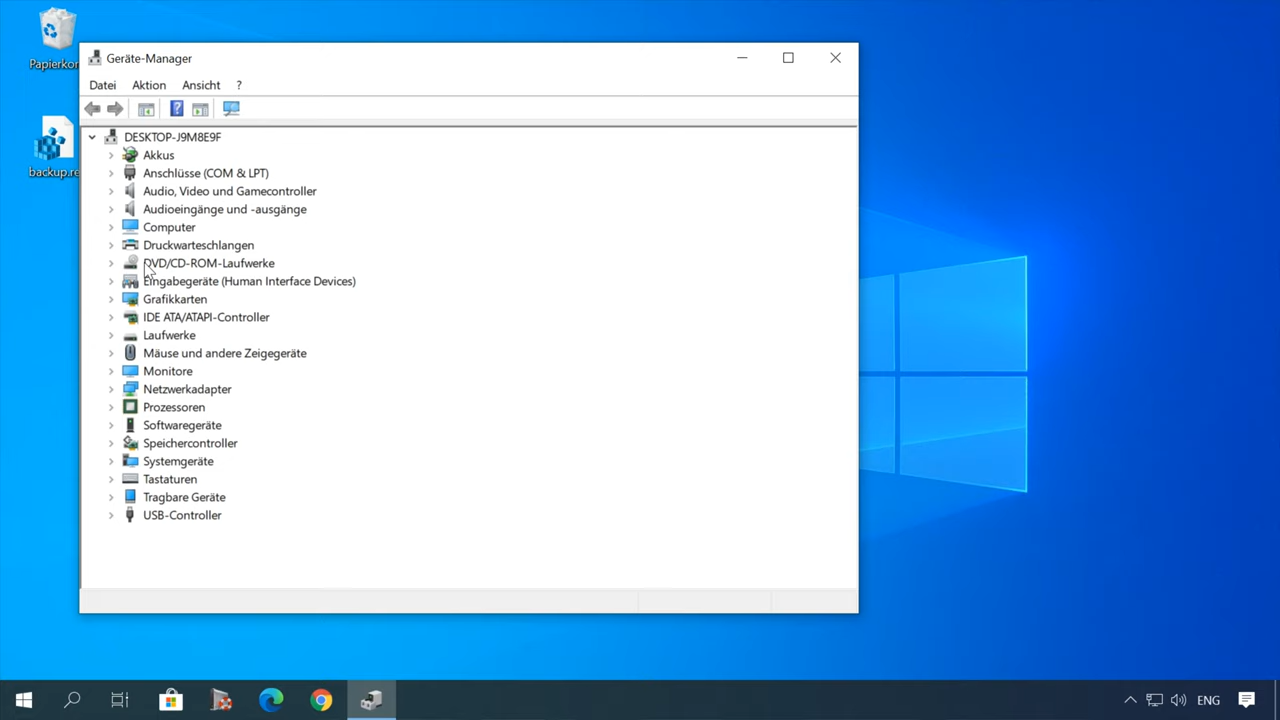 Papierkor
backup.re
Geräte-Manager
Datei Aktion Ansicht ?
DESKTOP-J9M8E9F
Akkus
Anschlüsse (COM & LPT)
Audio, Video und Gamecontroller
Audioeingänge und -ausgänge
Computer
Druckwarteschlangen
DVD/CD-ROM-Laufwerke
Eingabegeräte (Human Interface Devices)
Grafikkarten
IDE ATA/ATAPI-Controller
Laufwerke
Mäuse und andere Zeigegeräte
Monitore
Netzwerkadapter
Prozessoren
Softwaregeräte
Speichercontroller
Systemgeräte
Tastaturen
Tragbare Geräte
USB-Controller
ENG